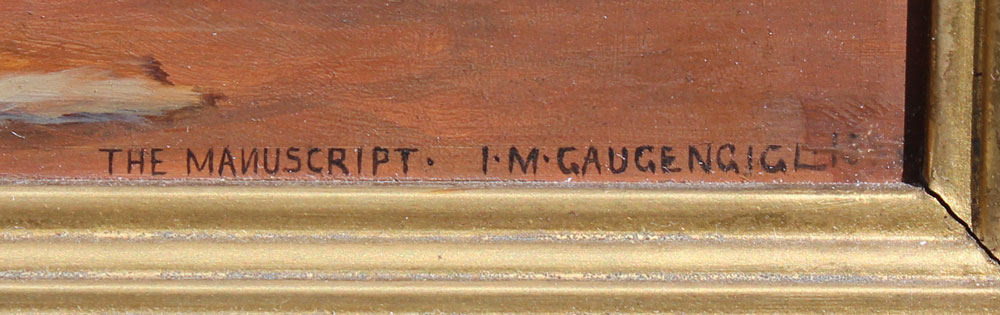 THE MANUSCRIPT. I·M·GAUGENGIGL